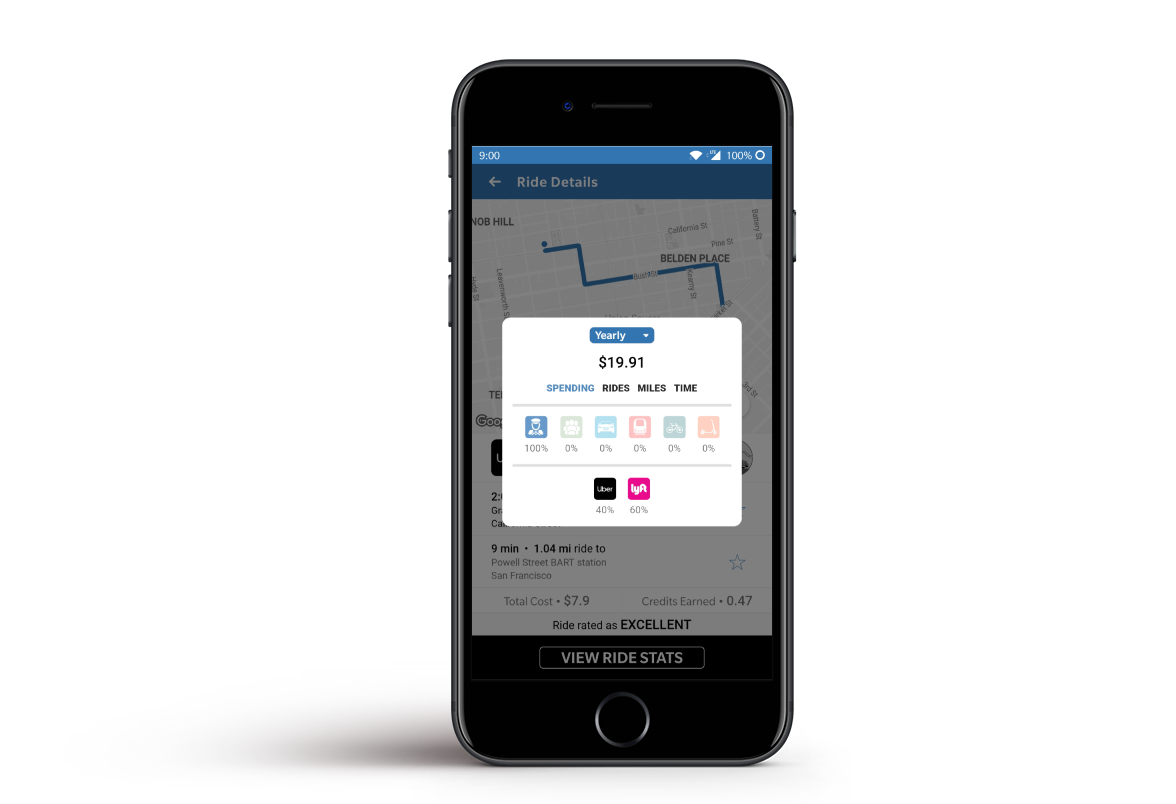 9:00 100%
Ride Details
NOB HILL
Battery St
California St
Pine St
BELDEN PLACE
Bush St
Kearny St
Leavenworth S
Yearly
$19.91
SPENDING RIDES MILES TIME
3rd St
100% 0% 0% 0% 0% 0%
Uber lyft
40% 60%
9 min • 1.04 mi ride to
Powell Street BART station
San Francisco
Total Cost • $7.9 Credits Earned • 0.47
Ride rated as EXCELLENT
VIEW RIDE STATS